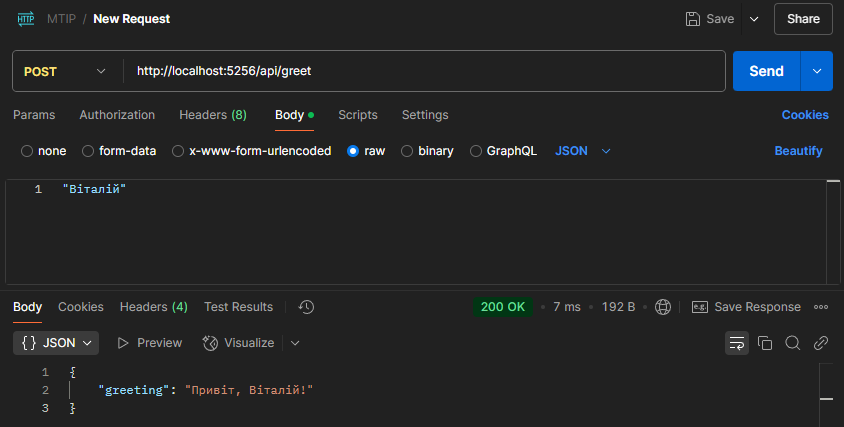 HTTP MTIP / New Request Save Share
POST http://localhost:5256/api/greet Send
Params Authorization Headers (8) Body Scripts Settings Cookies
none form-data x-www-form-urlencoded raw binary GraphQL JSON Beautify
1 "Віталій"
Body Cookies Headers (4) Test Results 200 OK • 7 ms • 192 B e.g. Save Response
{} JSON Preview Visualize
1 {
2 "greeting": "Привіт, Віталій!"
3 }